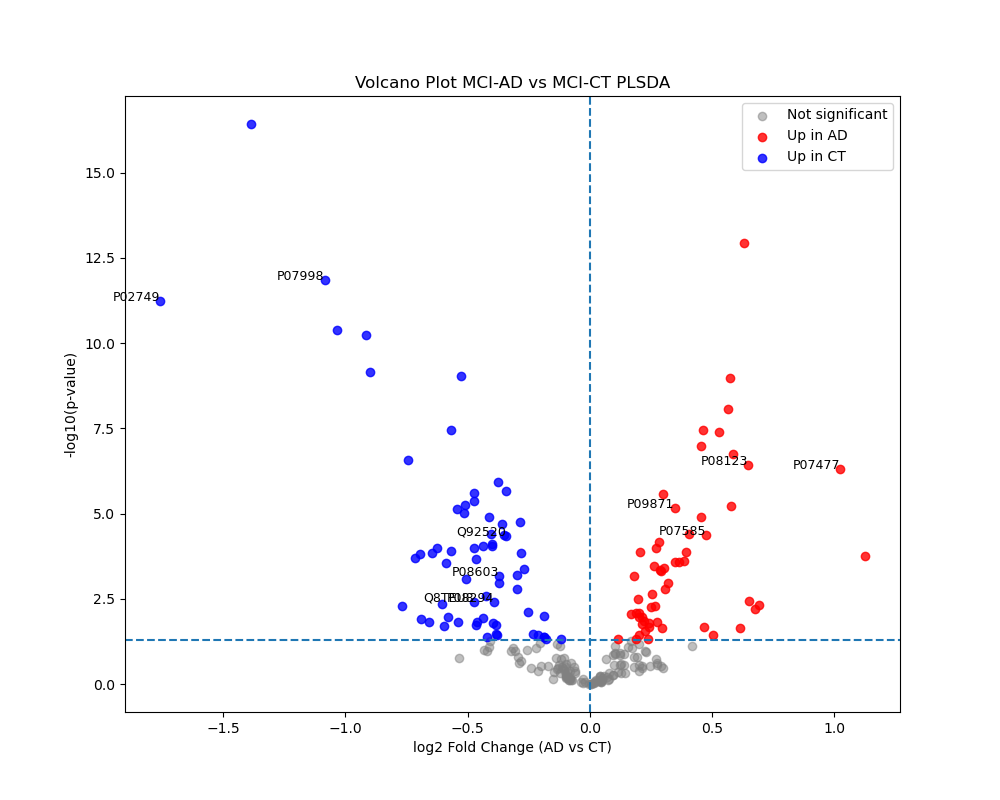 Volcano Plot MCI-AD vs MCI-CT PLSDA
Not significant
Up in AD
Up in CT
15.0
12.5
10.0
7.5
5.0
2.5
0.0
-log10(p-value)
P07998
P02749
P08123
P07477
P09871
Q92520
P07585
P08603
P08294
−1.5
−1.0
−0.5
0.0
0.5
1.0
log2 Fold Change (AD vs CT)